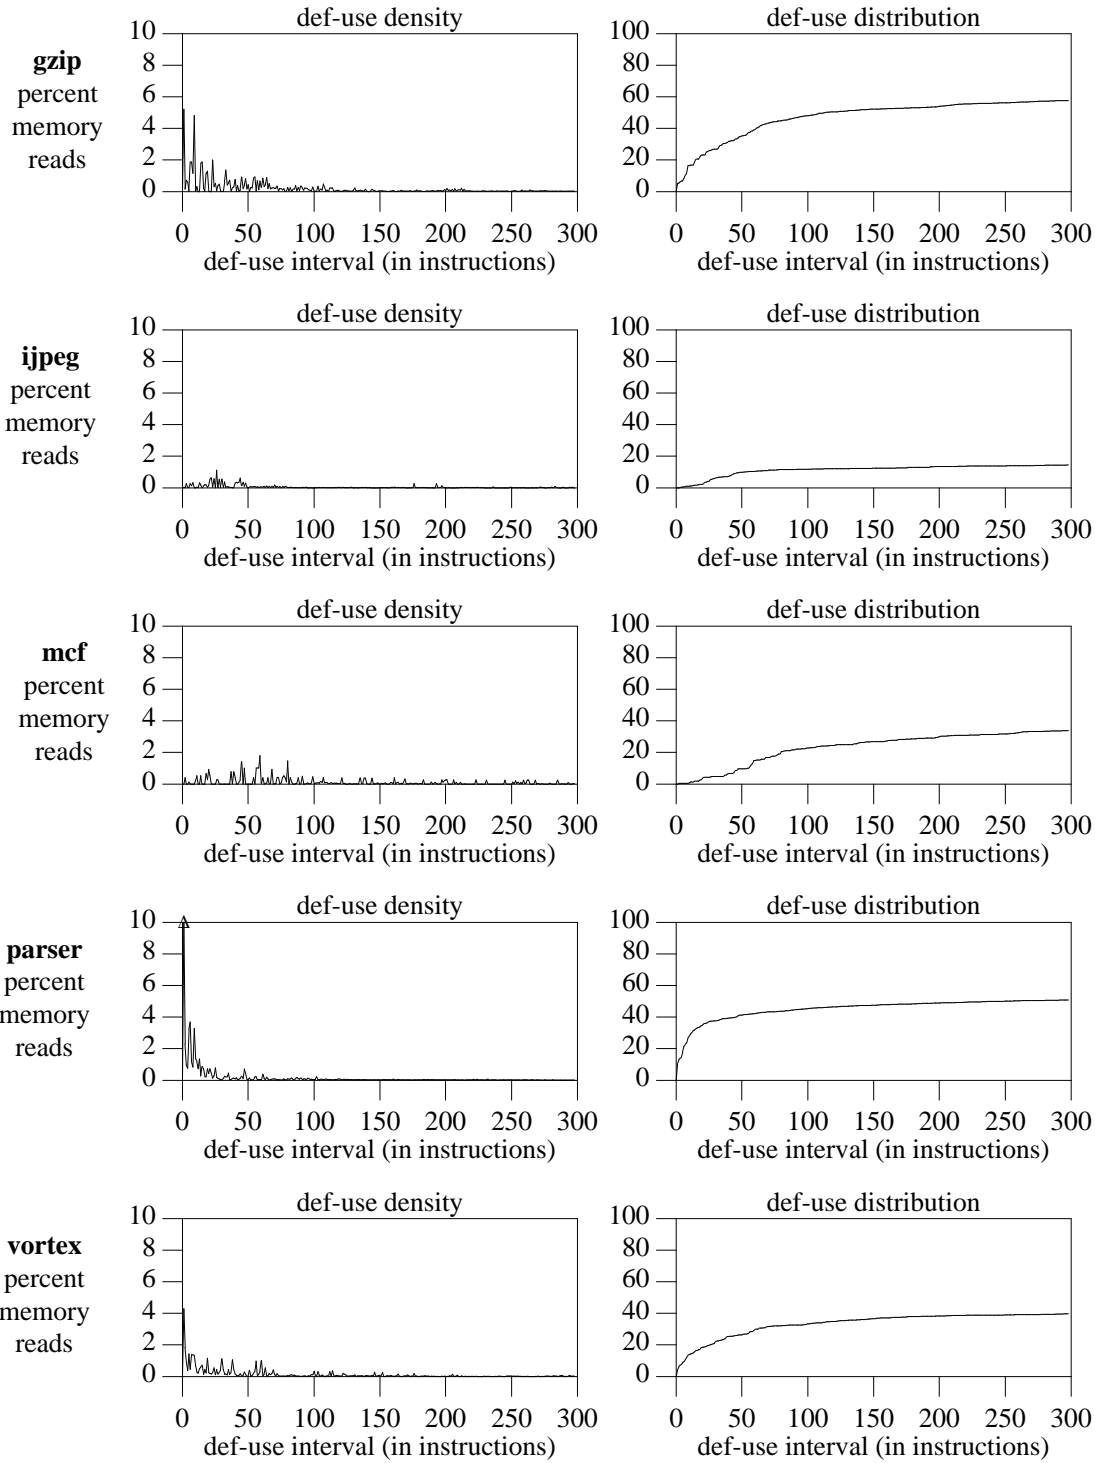 def-use density
def-use distribution
gzip
percent
memory
reads
10
8
6
4
2
0
100
80
60
40
20
0
0 50 100 150 200 250 300
0 50 100 150 200 250 300
def-use interval (in instructions)
def-use interval (in instructions)
def-use density
def-use distribution
ijpeg
percent
memory
reads
10
8
6
4
2
0
100
80
60
40
20
0
0 50 100 150 200 250 300
0 50 100 150 200 250 300
def-use interval (in instructions)
def-use interval (in instructions)
def-use density
def-use distribution
mcf
percent
memory
reads
10
8
6
4
2
0
100
80
60
40
20
0
0 50 100 150 200 250 300
0 50 100 150 200 250 300
def-use interval (in instructions)
def-use interval (in instructions)
def-use density
def-use distribution
parser
percent
memory
reads
10
8
6
4
2
0
100
80
60
40
20
0
0 50 100 150 200 250 300
0 50 100 150 200 250 300
def-use interval (in instructions)
def-use interval (in instructions)
def-use density
def-use distribution
vortex
percent
memory
reads
10
8
6
4
2
0
100
80
60
40
20
0
0 50 100 150 200 250 300
0 50 100 150 200 250 300
def-use interval (in instructions)
def-use interval (in instructions)